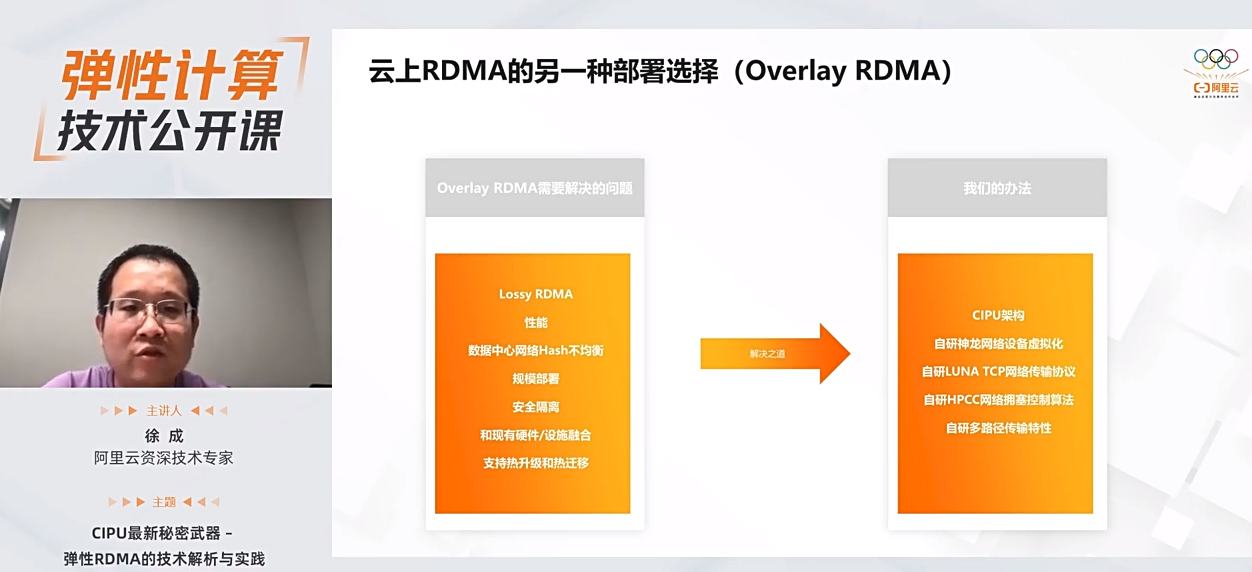 弹性计算
技术公开课
▶▶▶ 主讲人 ◀◀◀
徐 成
阿里云资深技术专家
▶▶▶ 主题 ◀◀◀
CIPU最新秘密武器 –
弹性RDMA的技术解析与实践
云上RDMA的另一种部署选择（Overlay RDMA）
阿里云
Overlay RDMA需要解决的问题
Lossy RDMA
性能
数据中心网络Hash不均衡
规模部署
安全隔离
和现有硬件/设施融合
支持热升级和热迁移
解决之道
我们的办法
CIPU架构
自研神龙网络设备虚拟化
自研LUNA TCP网络传输协议
自研HPCC网络拥塞控制算法
自研多路径传输特性